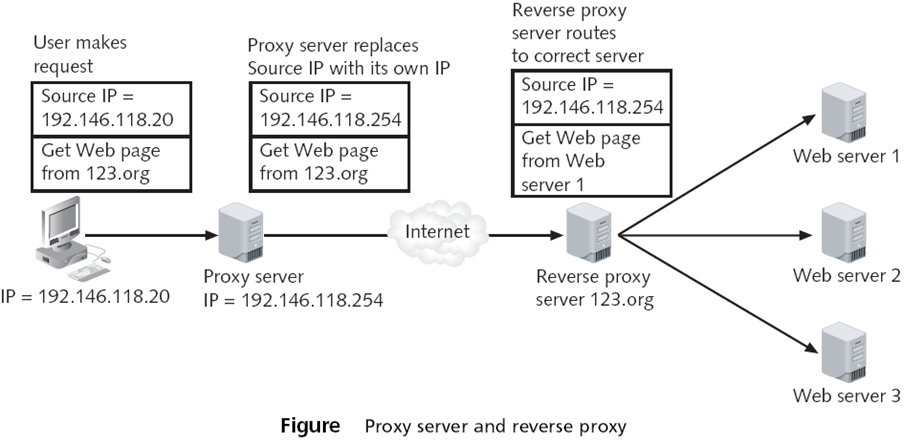 User makes
request
Source IP =
192.146.118.20
Get Web page
from 123.org
IP = 192.146.118.20
Proxy server replaces
Source IP with its own IP
Source IP =
192.146.118.254
Get Web page
from 123.org
Proxy server
IP = 192.146.118.254
Internet
Reverse proxy
server routes
to correct server
Source IP =
192.146.118.254
Get Web page
from Web
server 1
Reverse proxy
server 123.org
Web server 1
Web server 2
Web server 3
Figure Proxy server and reverse proxy